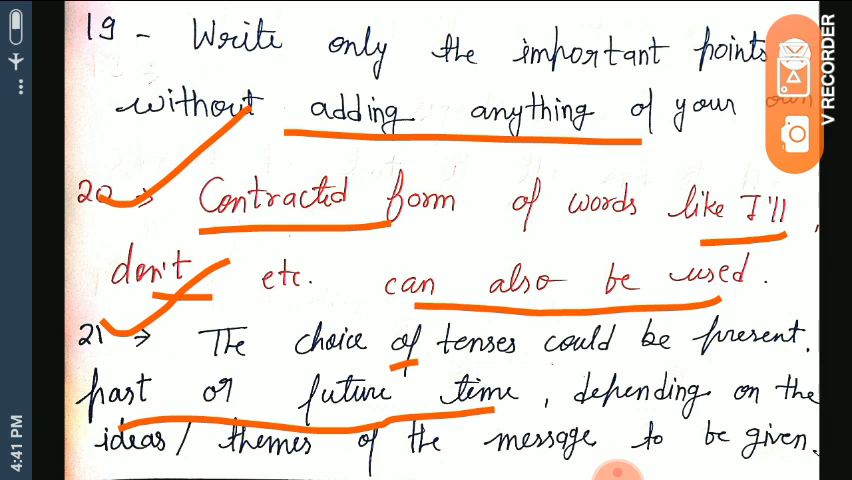 19 - Write only the important points
without adding anything of your own
20 → Contracted form of words like I'll,
don't etc. can also be used.
21 → The choice of tenses could be present.
past or future time, depending on the
ideas/ themes of the message to be given.
V RECORDER
4:41 PM